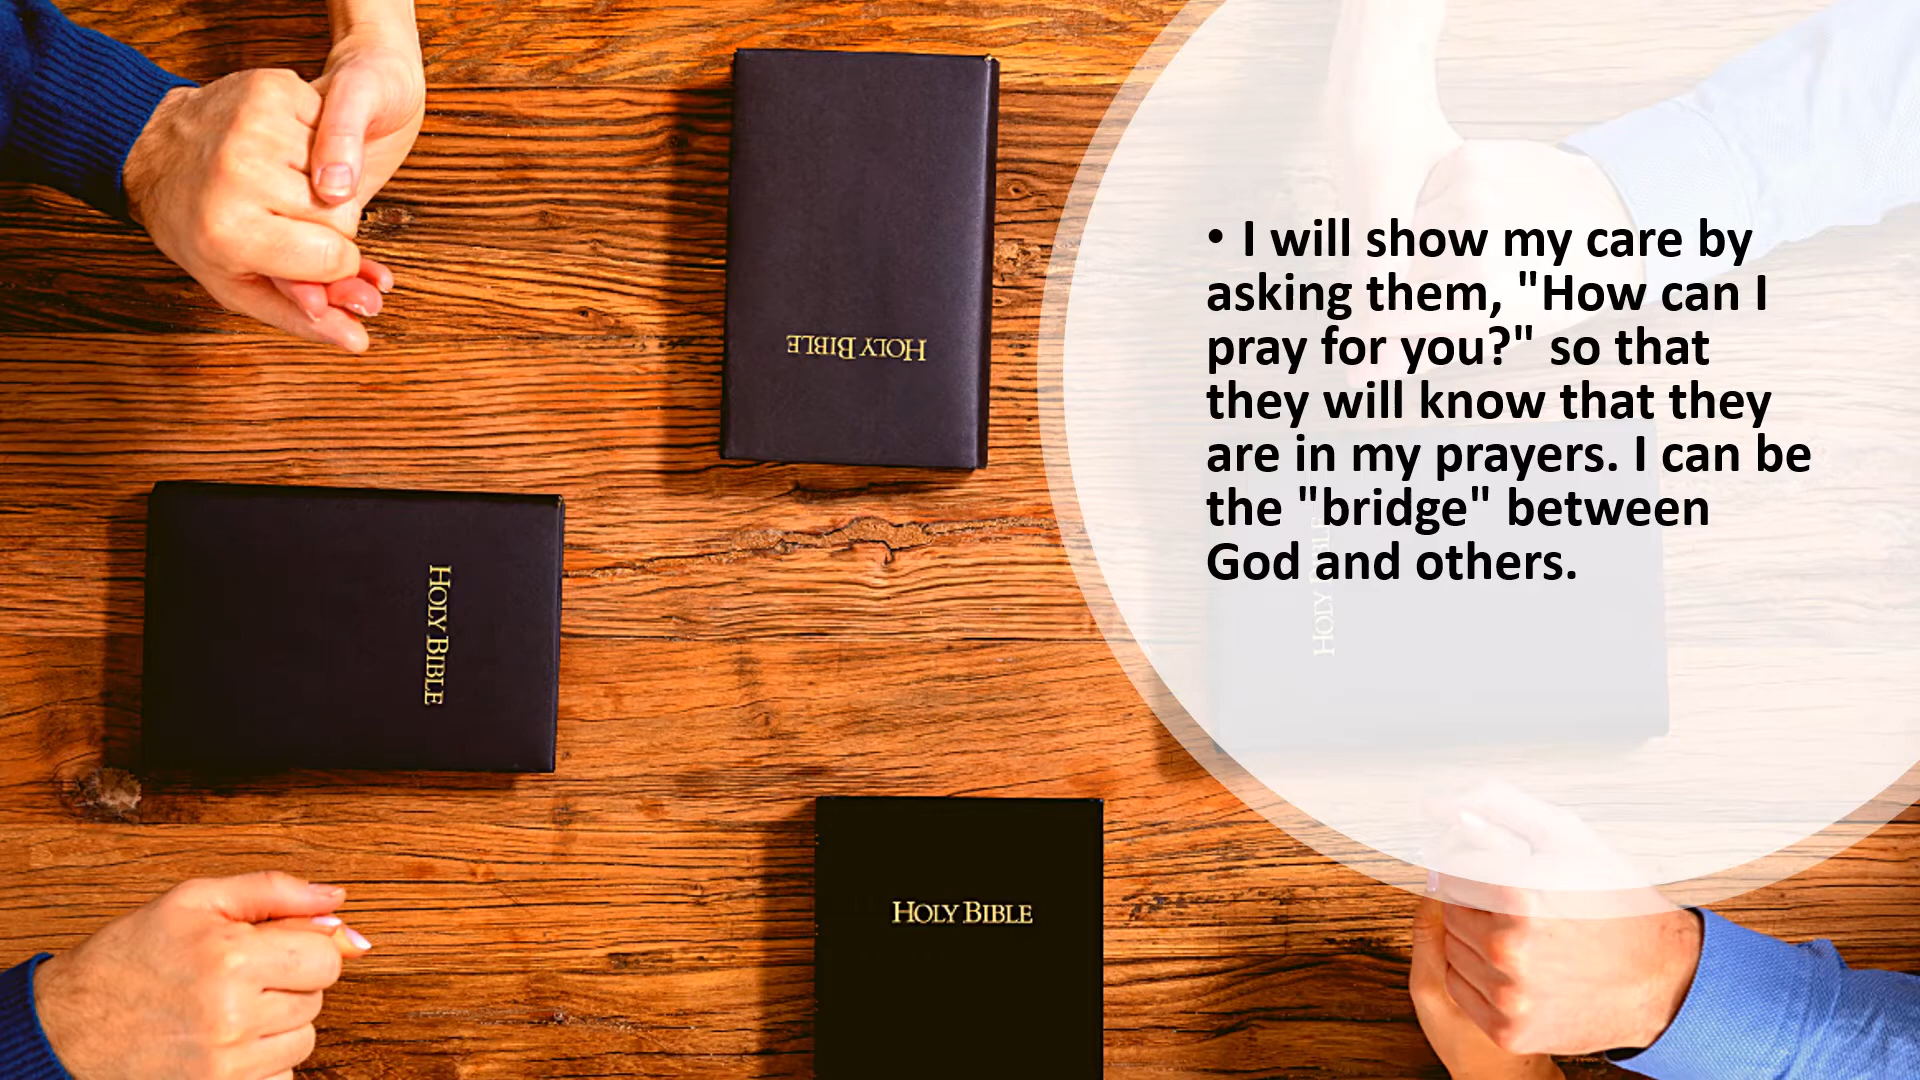 • I will show my care by
asking them, "How can I
pray for you?" so that
they will know that they
are in my prayers. I can be
the "bridge" between
God and others.
HOLY BIBLE
HOLY BIBLE
HOLY BIBLE
HOLY BIBLE